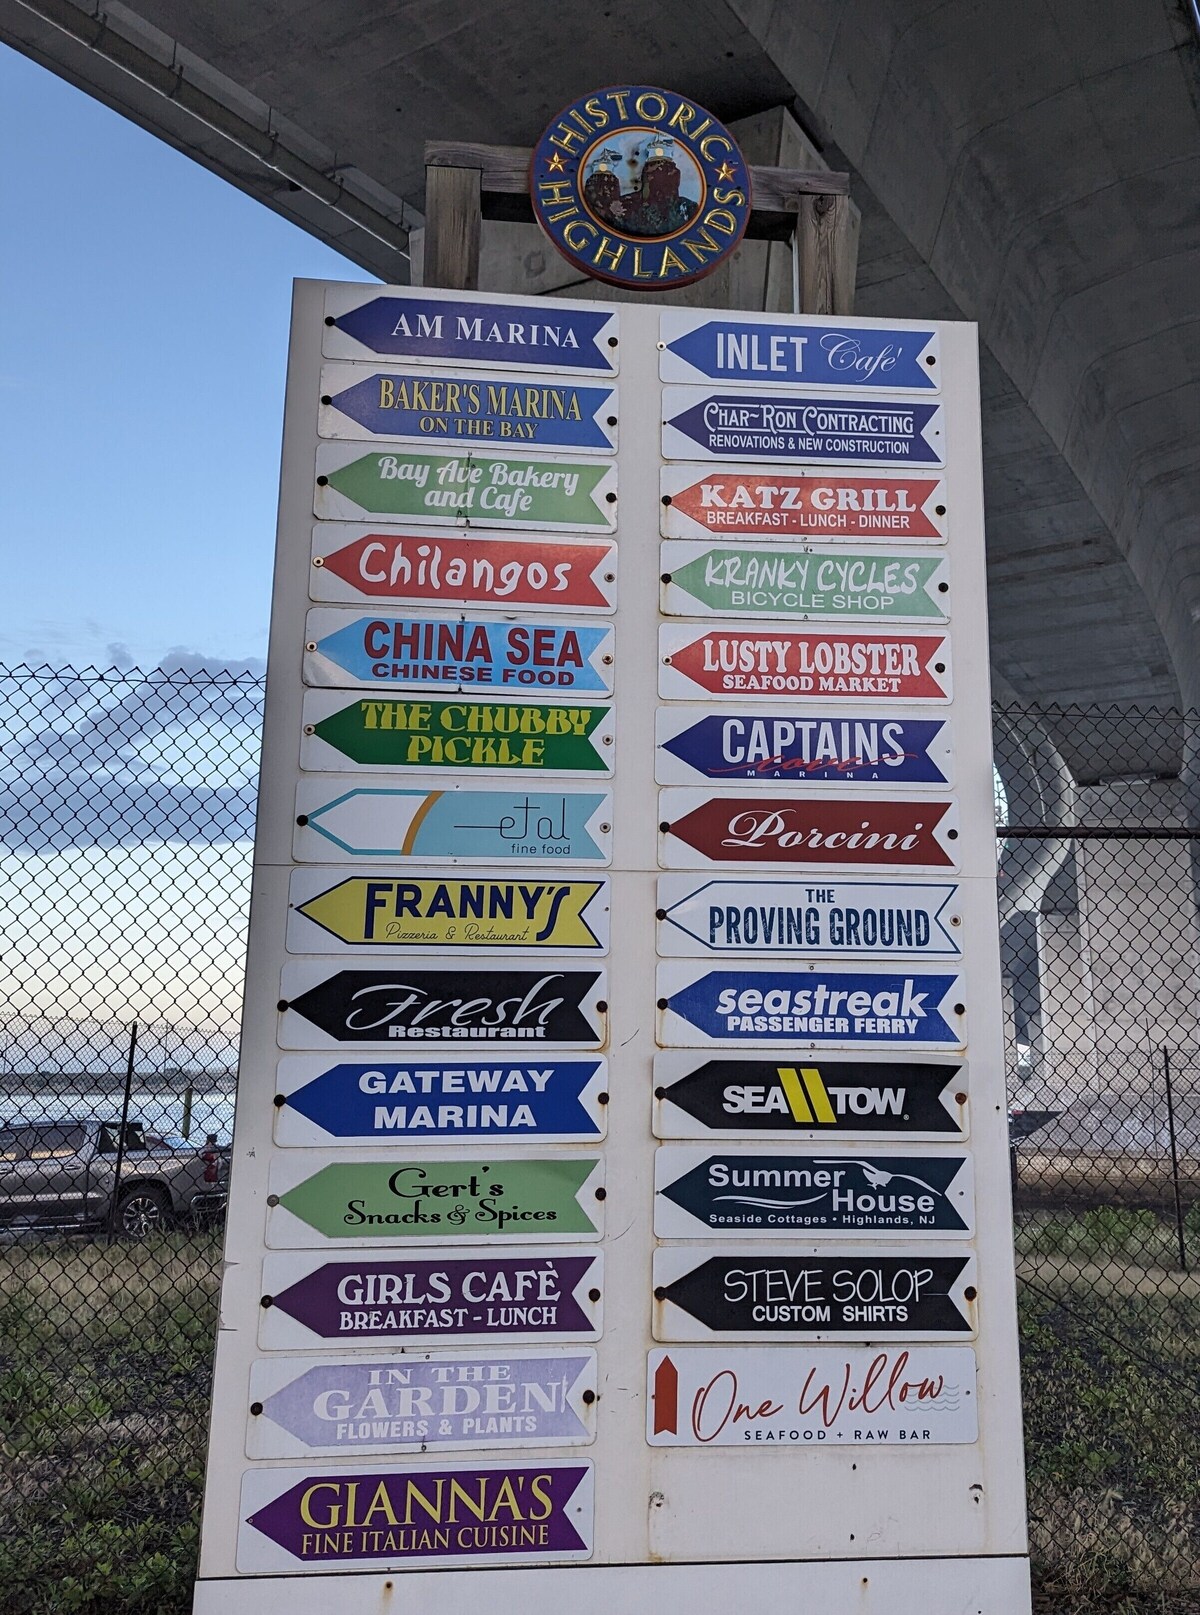 HISTORIC
HIGHLANDS
AM MARINA
BAKER'S MARINA
ON THE BAY
Bay Ave Bakery
and Cafe
Chilangos
CHINA SEA
CHINESE FOOD
THE CHUBBY
PICKLE
etal
fine food
FRANNY'S
Pizzeria & Restaurant
Fresh
Restaurant
GATEWAY
MARINA
Gert's
Snacks & Spices
GIRLS CAFÈ
BREAKFAST - LUNCH
IN THE
GARDEN
FLOWERS & PLANTS
GIANNA'S
FINE ITALIAN CUISINE
INLET Café
CHAR~RON CONTRACTING
RENOVATIONS & NEW CONSTRUCTION
KATZ GRILL
BREAKFAST - LUNCH - DINNER
KRANKY CYCLES
BICYCLE SHOP
LUSTY LOBSTER
SEAFOOD MARKET
CAPTAINS
cove
MARINA
Porcini
THE
PROVING GROUND
seastreak
PASSENGER FERRY
SEA TOW®
Summer
House
Seaside Cottages • Highlands, NJ
STEVE SOLOP
CUSTOM SHIRTS
One Willow
SEAFOOD + RAW BAR